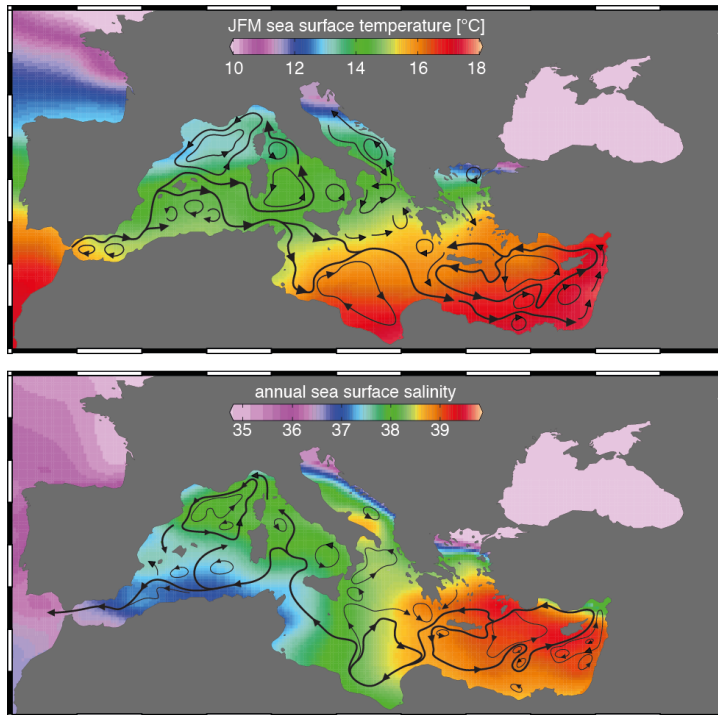 JFM sea surface temperature [°C]
10 12 14 16 18
annual sea surface salinity
35 36 37 38 39